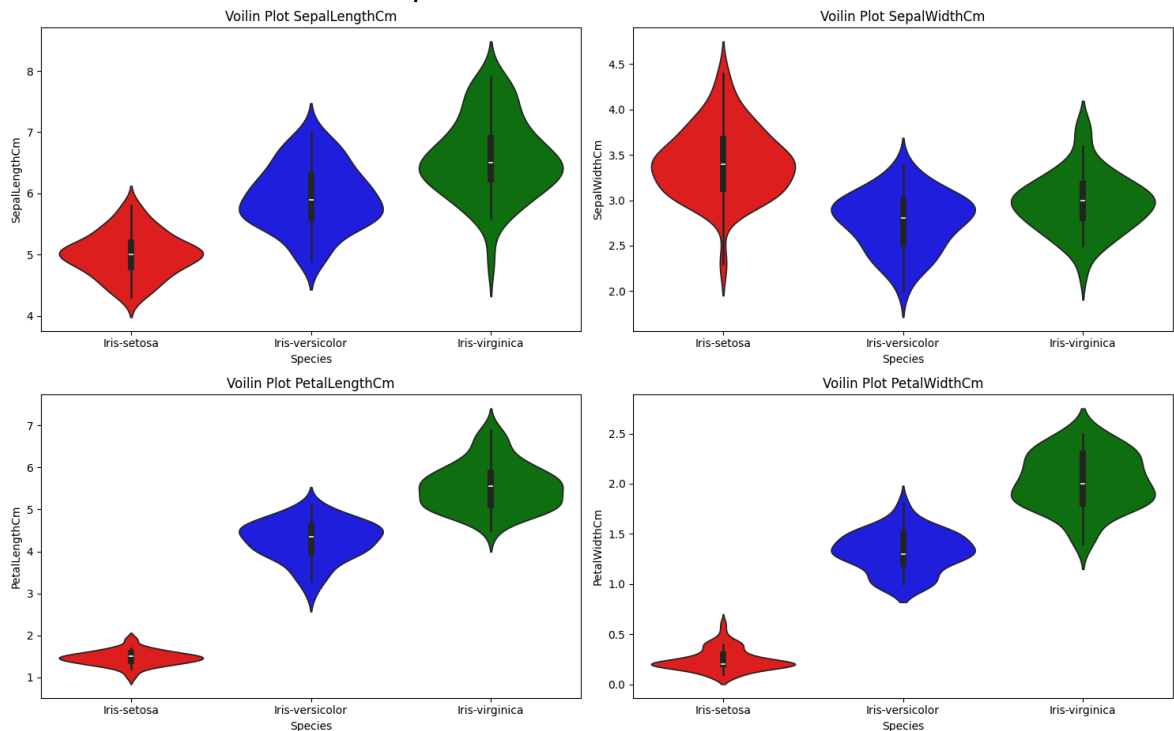 Voilin Plot SepalLengthCm
8
7
6
5
4
SepalLengthCm
Iris-setosa Iris-versicolor Iris-virginica
Species
Voilin Plot SepalWidthCm
4.5
4.0
3.5
3.0
2.5
2.0
SepalWidthCm
Iris-setosa Iris-versicolor Iris-virginica
Species
Voilin Plot PetalLengthCm
7
6
5
4
3
2
1
PetalLengthCm
Iris-setosa Iris-versicolor Iris-virginica
Species
Voilin Plot PetalWidthCm
2.5
2.0
1.5
1.0
0.5
0.0
PetalWidthCm
Iris-setosa Iris-versicolor Iris-virginica
Species